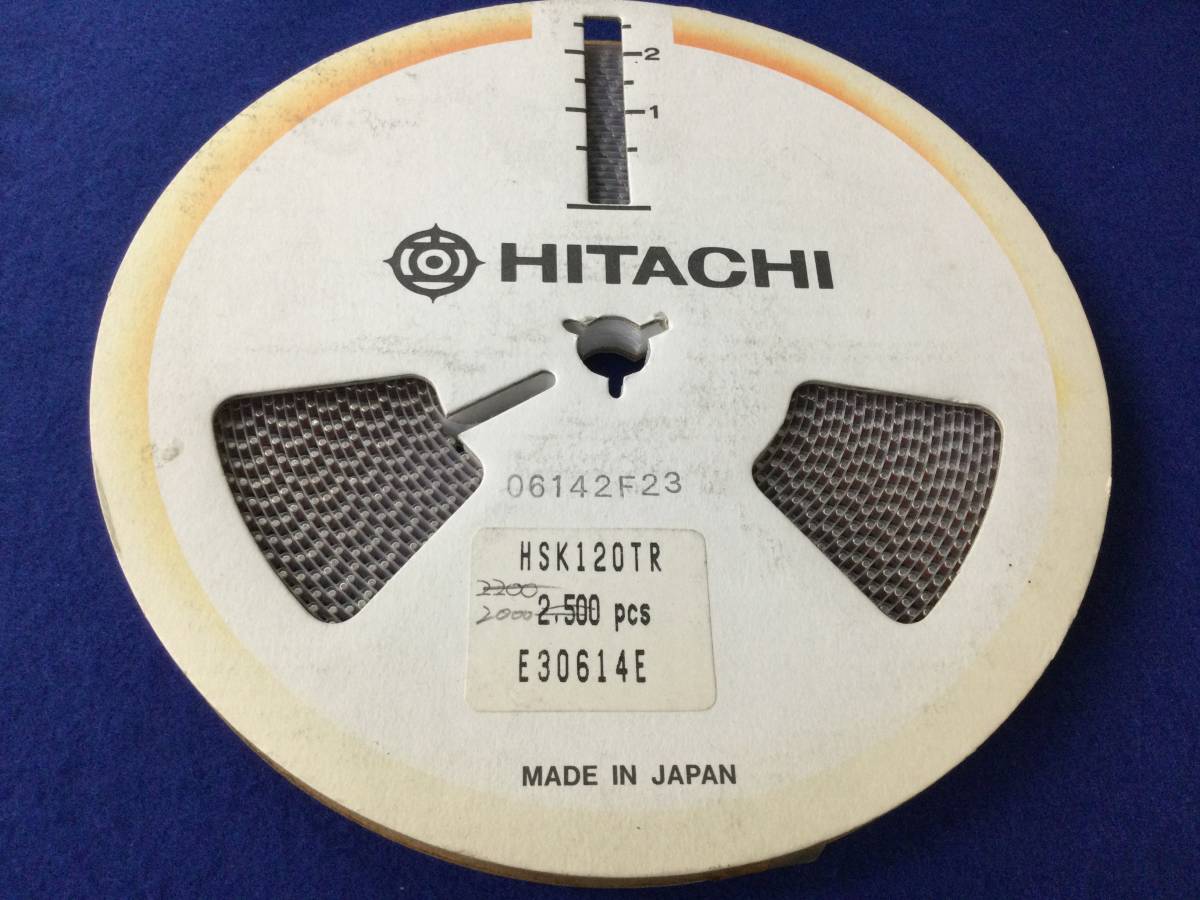 2
1
HITACHI
06142F23
HSK120TR
2200
2000 2,500 pcs
E30614E
MADE IN JAPAN